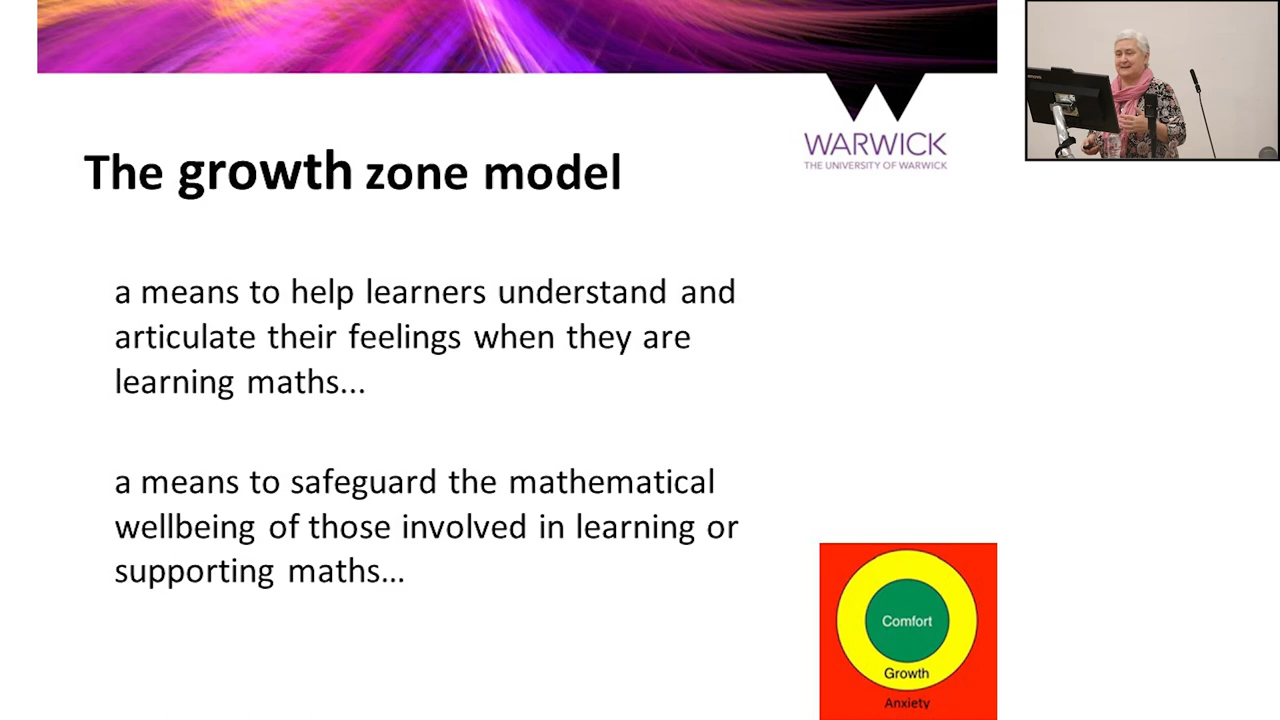 WARWICK
THE UNIVERSITY OF WARWICK
The growth zone model
a means to help learners understand and
articulate their feelings when they are
learning maths...
a means to safeguard the mathematical
wellbeing of those involved in learning or
supporting maths...
Comfort
Growth
Anxiety